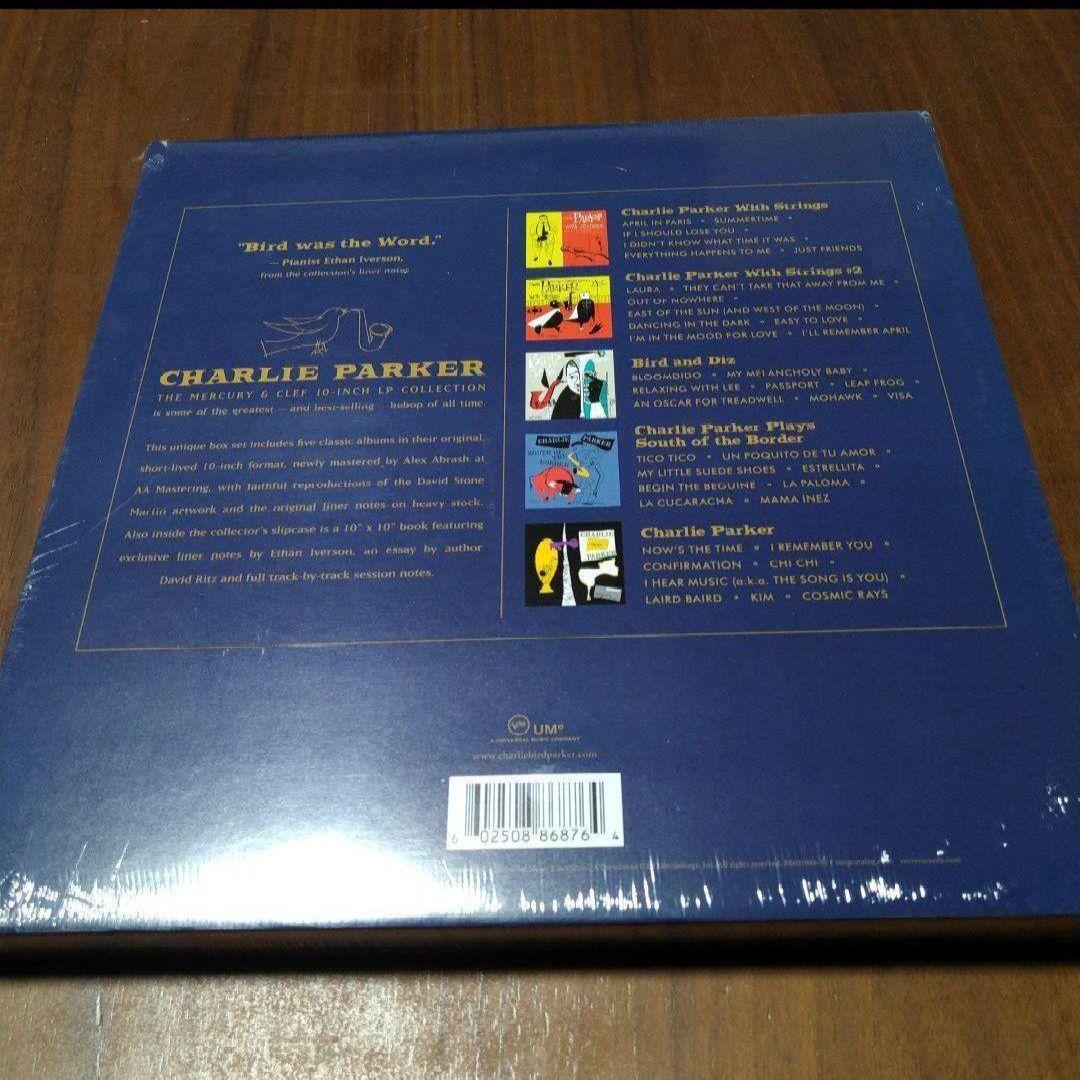 "Bird was the Word."
— Pianist Ethan Iverson,
from the collection's liner notes
CHARLIE PARKER
THE MERCURY & CLEF 10-INCH LP COLLECTION
is some of the greatest — and best-selling — bebop of all time.
This unique box set includes five classic albums in their original,
short-lived 10-inch format, newly mastered by Alex Abrash at
AA Mastering, with faithful reproductions of the David Stone
Martin artwork and the original liner notes on heavy stock.
Also inside the collector's slipcase is a 10" x 10" book featuring
exclusive liner notes by Ethan Iverson, an essay by author
David Ritz and full track-by-track session notes.
Charlie Parker With Strings
APRIL IN PARIS • SUMMERTIME •
IF I SHOULD LOSE YOU •
I DIDN'T KNOW WHAT TIME IT WAS •
EVERYTHING HAPPENS TO ME • JUST FRIENDS
Charlie Parker With Strings #2
LAURA • THEY CAN'T TAKE THAT AWAY FROM ME •
OUT OF NOWHERE •
EAST OF THE SUN (AND WEST OF THE MOON) •
DANCING IN THE DARK • EASY TO LOVE •
I'M IN THE MOOD FOR LOVE • I'LL REMEMBER APRIL
Bird and Diz
BLOOMDIDO • MY MELANCHOLY BABY •
RELAXING WITH LEE • PASSPORT • LEAP FROG •
AN OSCAR FOR TREADWELL • MOHAWK • VISA
Charlie Parker Plays
South of the Border
TICO TICO • UN POQUITO DE TU AMOR •
MY LITTLE SUEDE SHOES • ESTRELLITA •
BEGIN THE BEGUINE • LA PALOMA •
LA CUCARACHA • MAMA INEZ
Charlie Parker
NOW'S THE TIME • I REMEMBER YOU •
CONFIRMATION • CHI CHI •
I HEAR MUSIC (a.k.a. THE SONG IS YOU) •
LAIRD BAIRD • KIM • COSMIC RAYS
PARKER
with strings
PARKER
CHARLIE PARKER
SOUTH OF THE BORDER
CHARLIE
PARKER
UMe
A UNIVERSAL MUSIC COMPANY
www.charliebirdparker.com
6 02508 86876 4